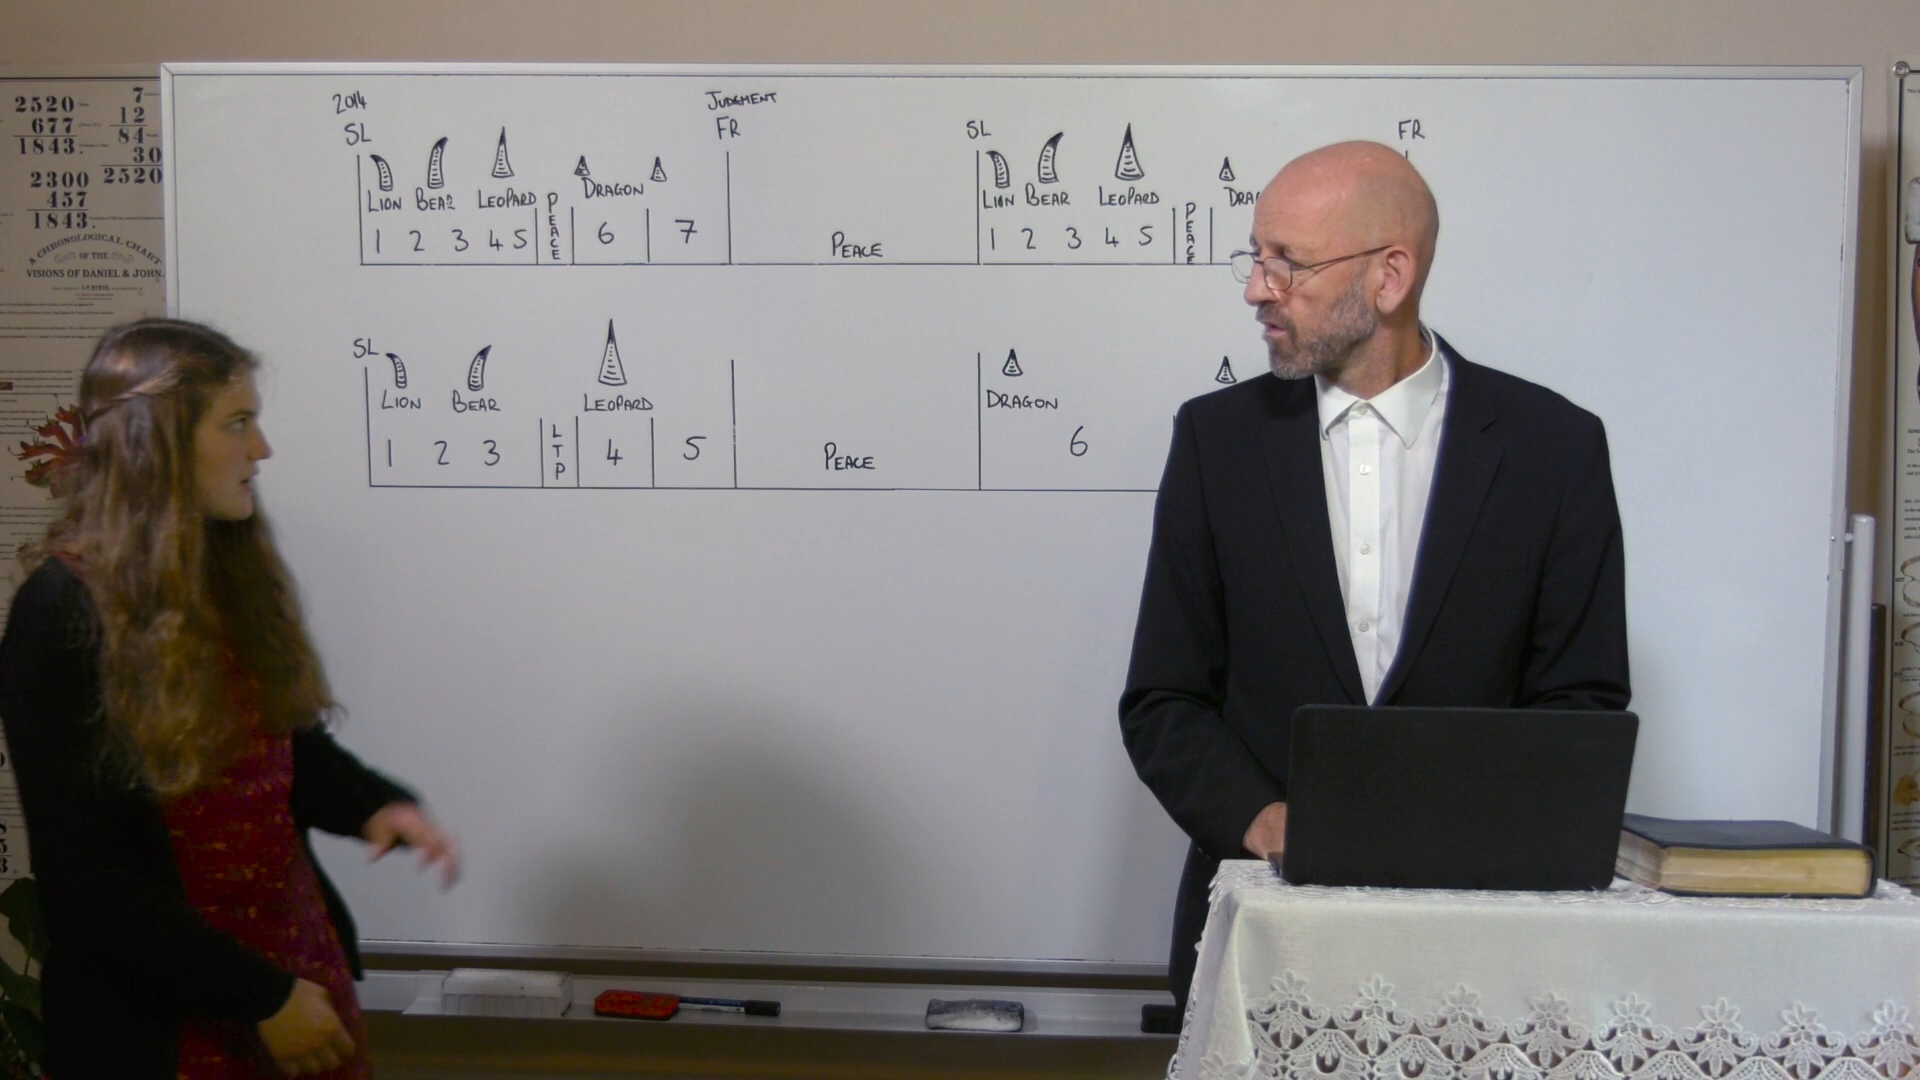 2520
677
1843.
2300
457
1843.
7
12
84
30
2520
A CHRONOLOGICAL CHART
OF THE
VISIONS OF DANIEL & JOHN.
2014
SL
LION BEAR LEOPARD
1 2 3 4 5
PEACE
DRAGON
6 7
JUDGMENT
FR
PEACE
SL
LION BEAR LEOPARD
1 2 3 4 5
PEACE
FR
SL
LION BEAR
1 2 3
LTP
LEOPARD
4 5
PEACE
DRAGON
6